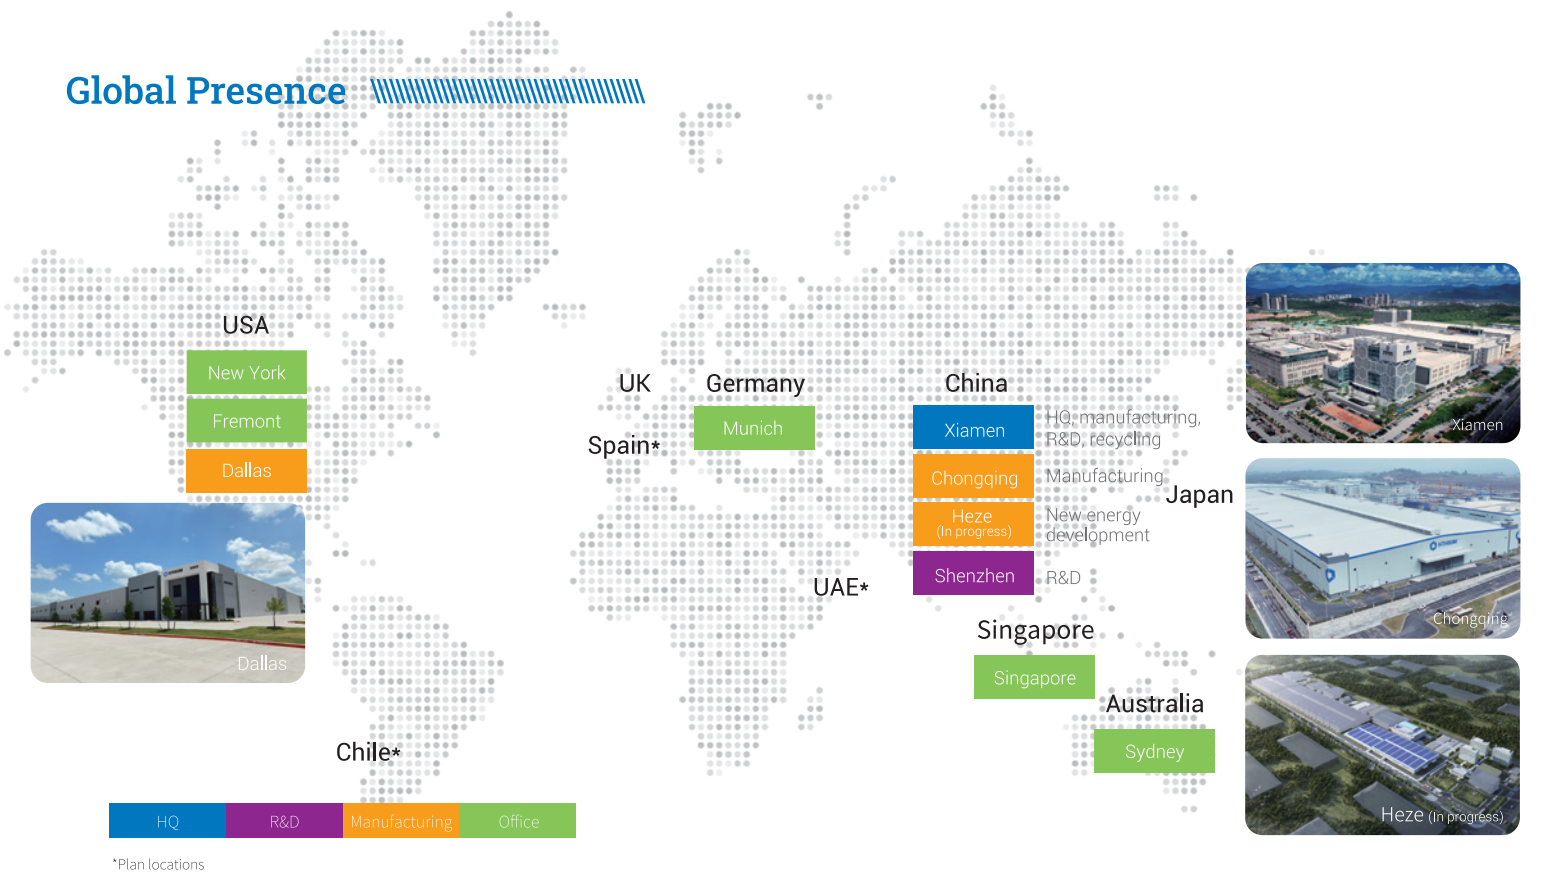 Global Presence
USA
New York
Fremont
Dallas
Dallas
UK
Spain*
Germany
Munich
China
Xiamen
HQ, manufacturing,
R&D, recycling
Chongqing
Manufacturing
Heze
(In progress)
New energy
development
Shenzhen
R&D
Japan
UAE*
Singapore
Singapore
Australia
Sydney
Chile*
Xiamen
Chongqing
Heze (In progress)
HQ
R&D
Manufacturing
Office
*Plan locations